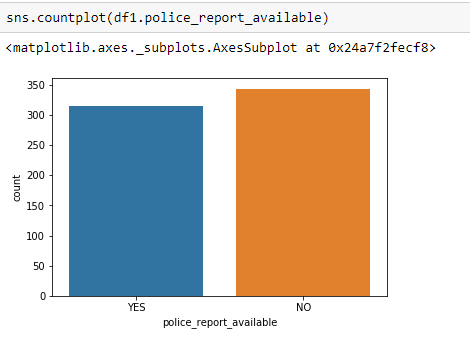 sns.countplot(df1.police_report_available)
<matplotlib.axes._subplots.AxesSubplot at 0x24a7f2fecf8>
350
300
250
200
150
100
50
0
count
YES NO
police_report_available